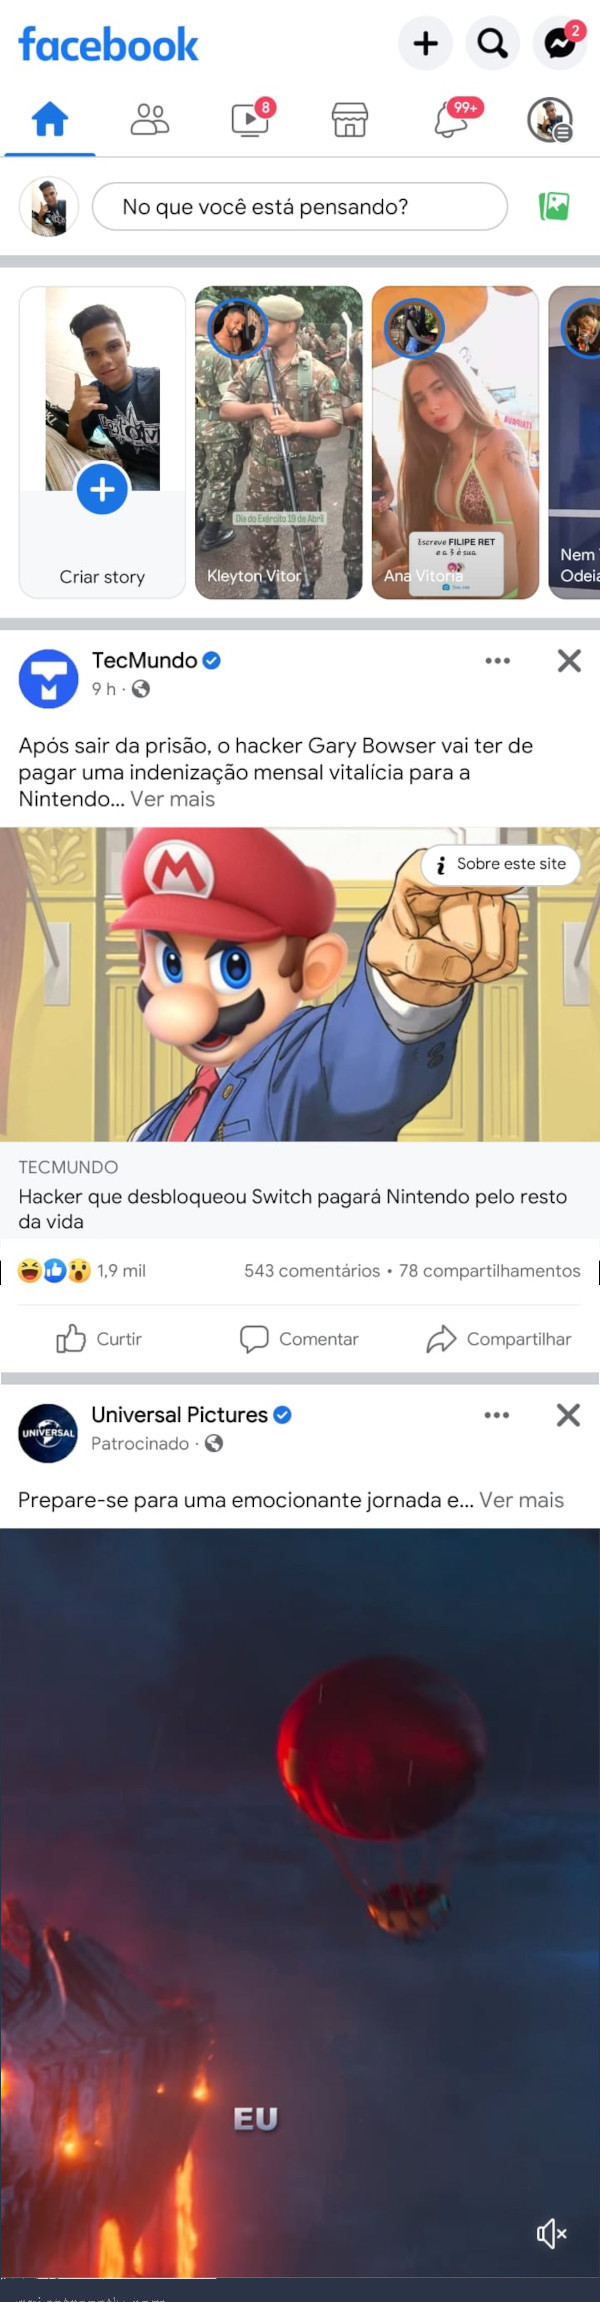 facebook
2
8
99+
No que você está pensando?
Criar story
Dia do Exército 19 de Abril
Kleyton Vitor
Escreve FILIPE RET
e a 3ª é sua
Ana Vitoria
Nem
Odeia
TecMundo
9 h ·
Após sair da prisão, o hacker Gary Bowser vai ter de
pagar uma indenização mensal vitalícia para a
Nintendo... Ver mais
M
Sobre este site
TECMUNDO
Hacker que desbloqueou Switch pagará Nintendo pelo resto
da vida
1,9 mil
543 comentários • 78 compartilhamentos
Curtir
Comentar
Compartilhar
UNIVERSAL
Universal Pictures
Patrocinado ·
Prepare-se para uma emocionante jornada e... Ver mais
EU